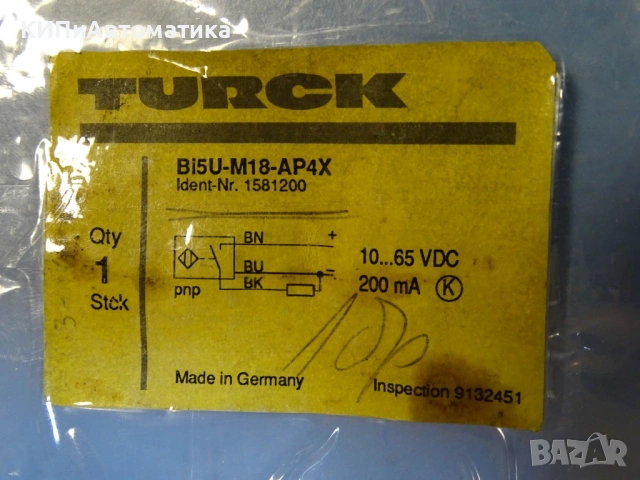 КИПиАвтоматика
TURCK
Bi5U-M18-AP4X
Ident-Nr. 1581200
Qty
1
Stck
BN +
BU -
BK
pnp
10...65 VDC
200 mA K
Made in Germany
Inspection 9132451
BAZAR